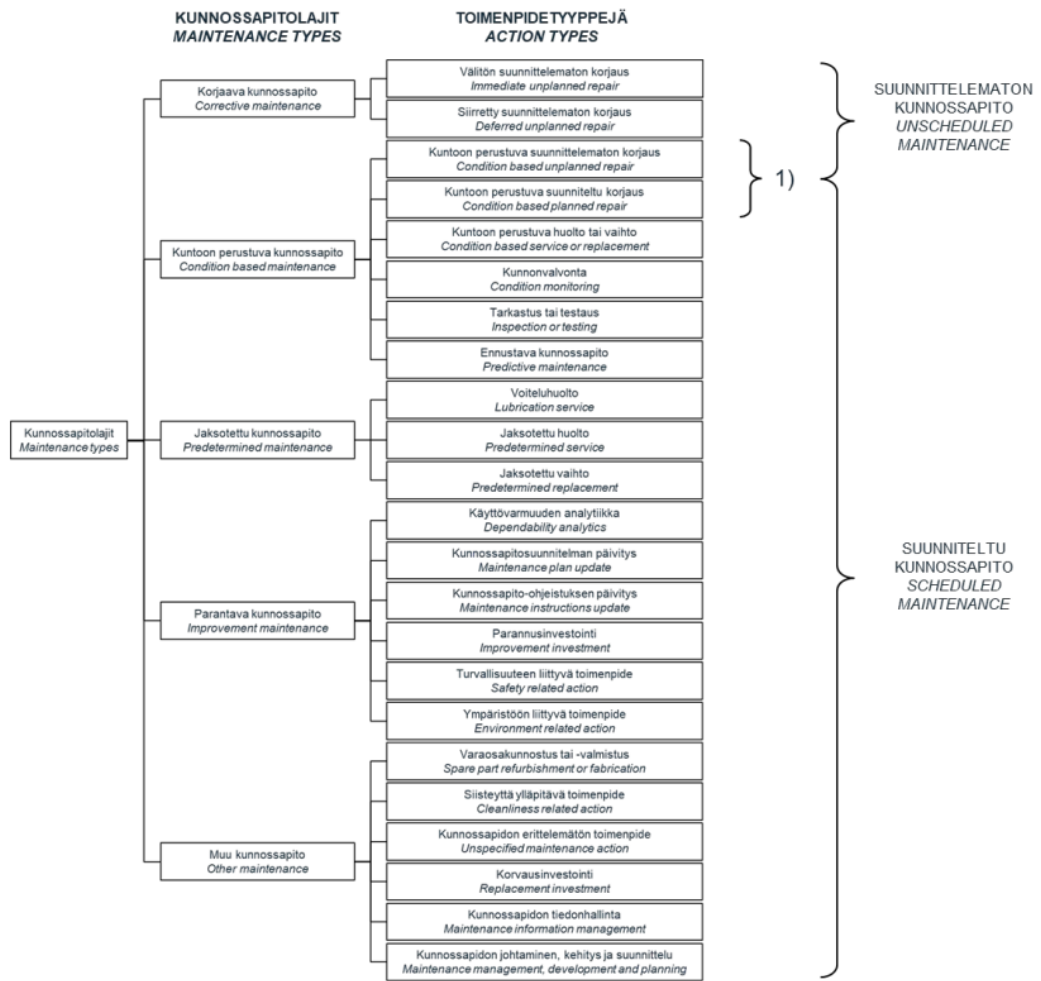 KUNNOSSAPITOLAJIT
MAINTENANCE TYPES
TOIMENPIDETYYPPEJÄ
ACTION TYPES
Korjaava kunnossapito
Corrective maintenance
Välitön suunnittelematon korjaus
Immediate unplanned repair
Siirretty suunnittelematon korjaus
Deferred unplanned repair
SUUNNITTELEMATON
KUNNOSSAPITO
UNSCHEDULED
MAINTENANCE
Kuntoon perustuva kunnossapito
Condition based maintenance
Kuntoon perustuva suunnittelematon korjaus
Condition based unplanned repair
Kuntoon perustuva suunniteltu korjaus
Condition based planned repair
1)
Kuntoon perustuva huolto tai vaihto
Condition based service or replacement
Kunnonvalvonta
Condition monitoring
Tarkastus tai testaus
Inspection or testing
Ennustava kunnossapito
Predictive maintenance
Kunnossapitolajit
Maintenance types
Jaksotettu kunnossapito
Predetermined maintenance
Voiteluhuolto
Lubrication service
Jaksotettu huolto
Predetermined service
Jaksotettu vaihto
Predetermined replacement
Parantava kunnossapito
Improvement maintenance
Käyttövarmuuden analytiikka
Dependability analytics
Kunnossapitosuunnitelman päivitys
Maintenance plan update
Kunnossapito-ohjeistuksen päivitys
Maintenance instructions update
Parannusinvestointi
Improvement investment
Turvallisuuteen liittyvä toimenpide
Safety related action
Ympäristöön liittyvä toimenpide
Environment related action
SUUNNITELTU
KUNNOSSAPITO
SCHEDULED
MAINTENANCE
Muu kunnossapito
Other maintenance
Varaosakunnostus tai -valmistus
Spare part refurbishment or fabrication
Siisteyttä ylläpitävä toimenpide
Cleanliness related action
Kunnossapidon erittelemätön toimenpide
Unspecified maintenance action
Korvausinvestointi
Replacement investment
Kunnossapidon tiedonhallinta
Maintenance information management
Kunnossapidon johtaminen, kehitys ja suunnittelu
Maintenance management, development and planning